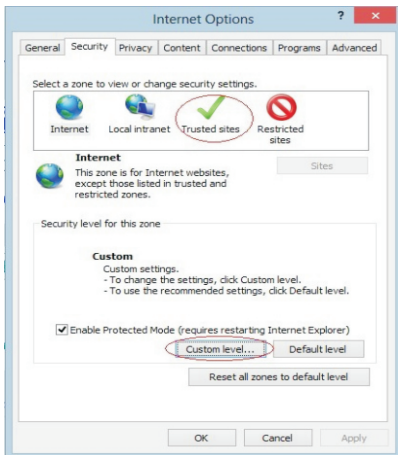 Internet Options
?
×
General Security Privacy Content Connections Programs Advanced
Select a zone to view or change security settings.
Internet Local intranet Trusted sites Restricted
sites
Internet
This zone is for Internet websites,
except those listed in trusted and
restricted zones.
Sites
Security level for this zone
Custom
Custom settings.
- To change the settings, click Custom level.
- To use the recommended settings, click Default level.
Enable Protected Mode (requires restarting Internet Explorer)
Custom level... Default level
Reset all zones to default level
OK Cancel Apply